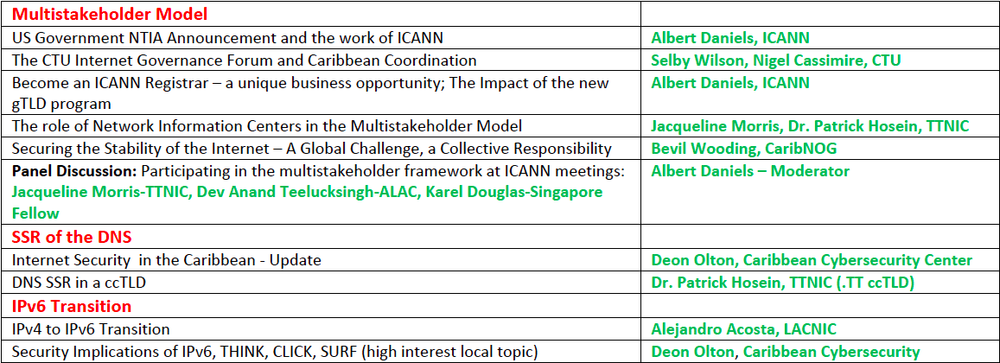 Multistakeholder Model
US Government NTIA Announcement and the work of ICANN
Albert Daniels, ICANN
The CTU Internet Governance Forum and Caribbean Coordination
Selby Wilson, Nigel Cassimire, CTU
Become an ICANN Registrar – a unique business opportunity; The Impact of the new
gTLD program
Albert Daniels, ICANN
The role of Network Information Centers in the Multistakeholder Model
Jacqueline Morris, Dr. Patrick Hosein, TTNIC
Securing the Stability of the Internet – A Global Challenge, a Collective Responsibility
Bevil Wooding, CaribNOG
Panel Discussion: Participating in the multistakeholder framework at ICANN meetings:
Jacqueline Morris-TTNIC, Dev Anand Teelucksingh-ALAC, Karel Douglas-Singapore
Fellow
Albert Daniels – Moderator
SSR of the DNS
Internet Security  in the Caribbean - Update
Deon Olton, Caribbean Cybersecurity Center
DNS SSR in a ccTLD
Dr. Patrick Hosein, TTNIC (.TT ccTLD)
IPv6 Transition
IPv4 to IPv6 Transition
Alejandro Acosta, LACNIC
Security Implications of IPv6, THINK, CLICK, SURF (high interest local topic)
Deon Olton, Caribbean Cybersecurity